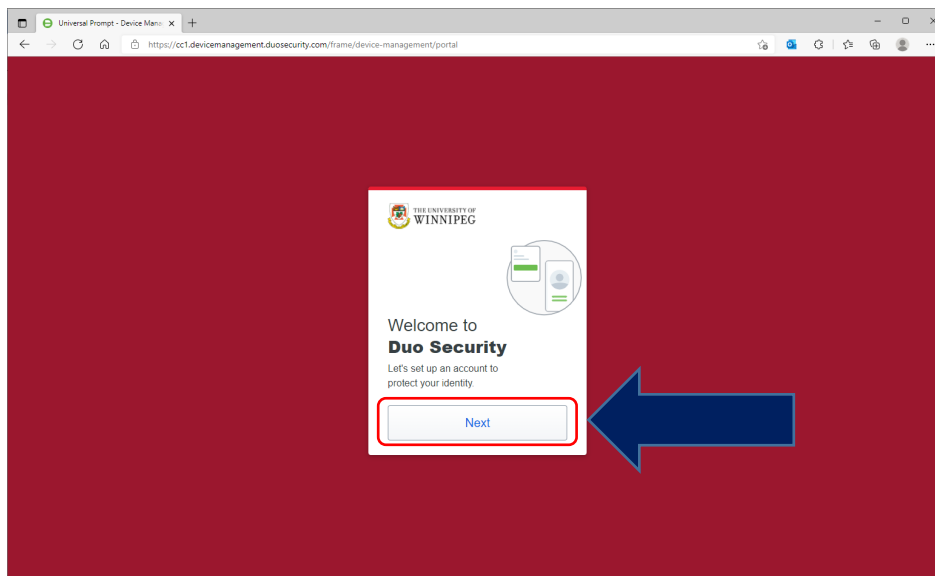 Universal Prompt - Device Mana
https://cc1.devicemanagement.duosecurity.com/frame/device-management/portal
THE UNIVERSITY OF
WINNIPEG
Welcome to
Duo Security
Let's set up an account to
protect your identity.
Next